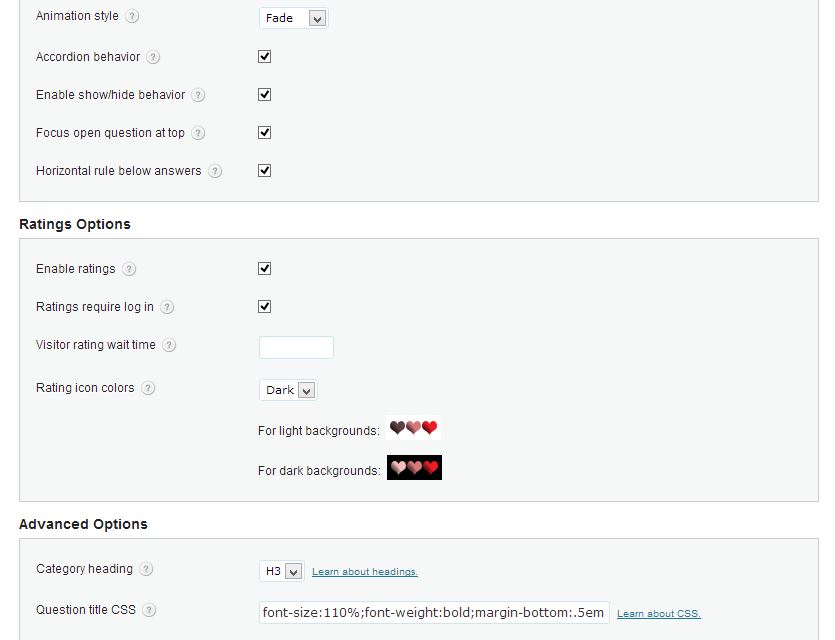 Animation style ? Fade
Accordion behavior ?
Enable show/hide behavior ?
Focus open question at top ?
Horizontal rule below answers ?
Ratings Options
Enable ratings ?
Ratings require log in ?
Visitor rating wait time ?
Rating icon colors ? Dark
For light backgrounds:
For dark backgrounds:
Advanced Options
Category heading ? H3 Learn about headings.
Question title CSS ? font-size:110%;font-weight:bold;margin-bottom:.5em Learn about CSS.